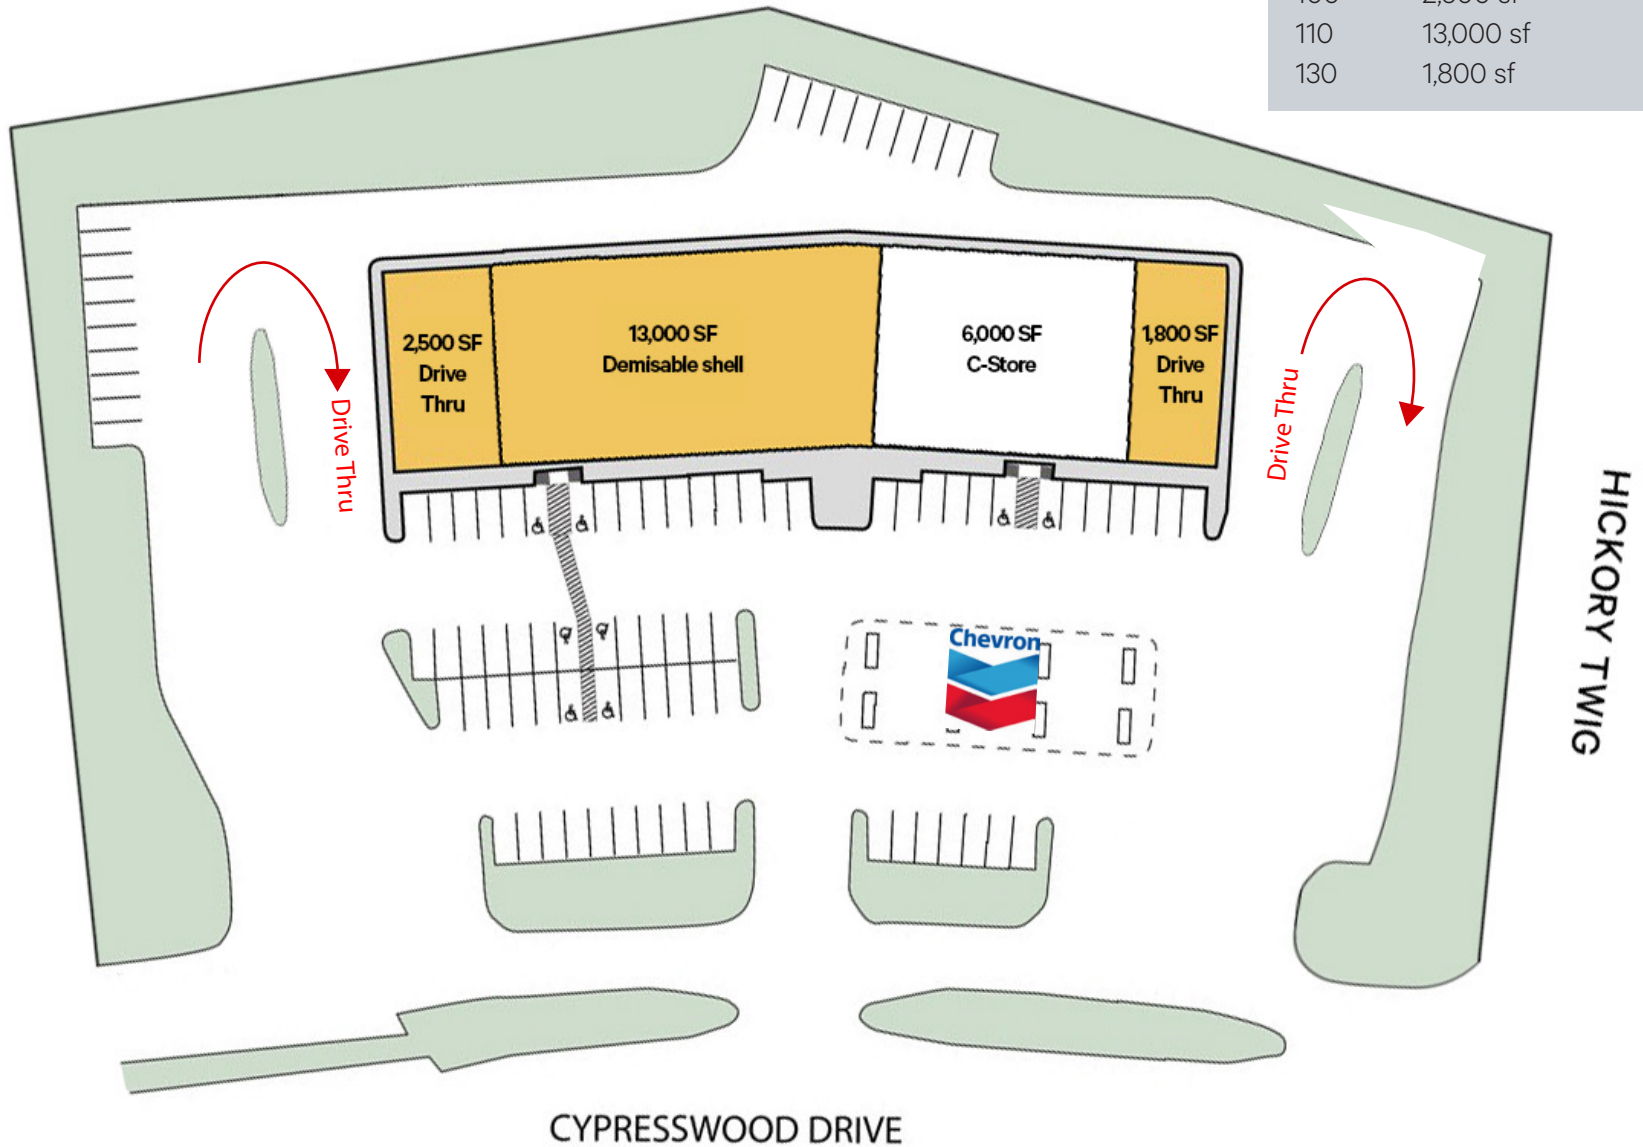 110 13,000 sf
130 1,800 sf
2,500 SF
Drive
Thru
13,000 SF
Demisable shell
6,000 SF
C-Store
1,800 SF
Drive
Thru
Drive Thru
Drive Thru
HICKORY TWIG
Chevron
CYPRESSWOOD DRIVE